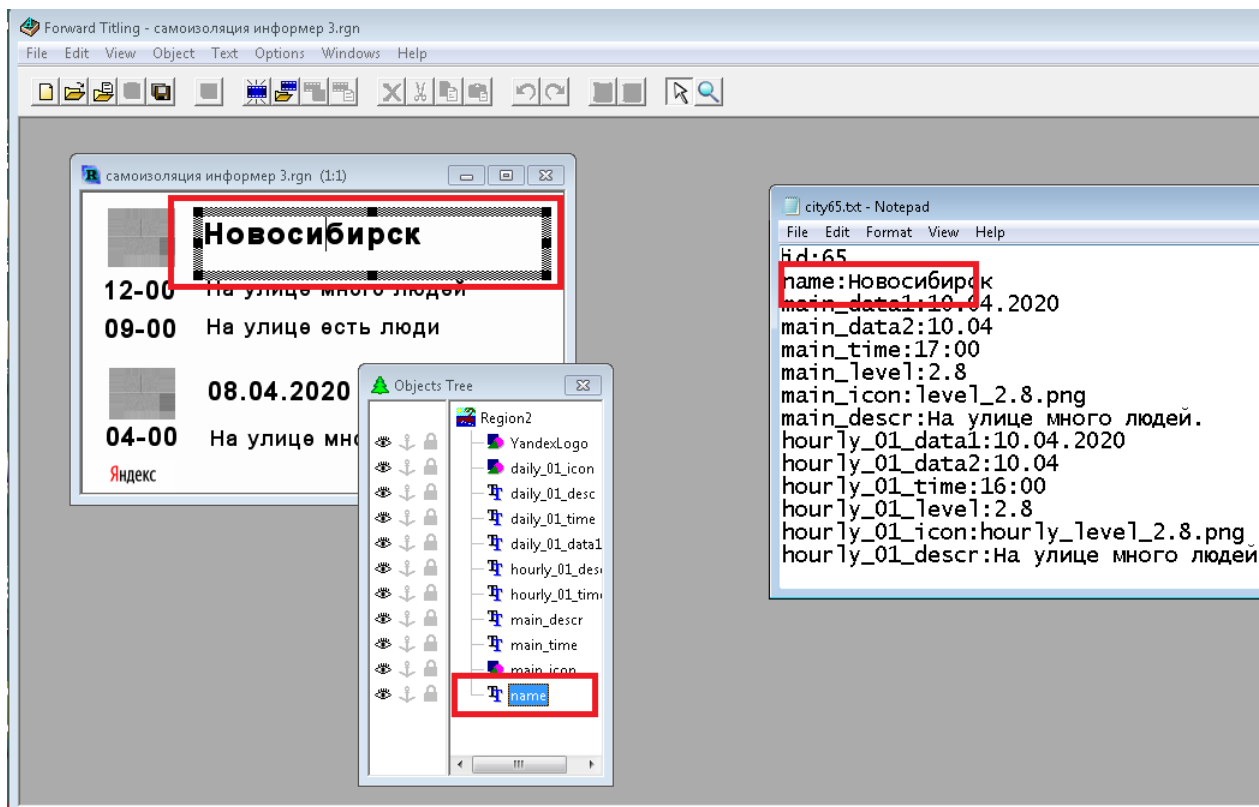 Forward Titling - самоизоляция информер 3.rgn
File Edit View Object Text Options Windows Help
самоизоляция информер 3.rgn (1:1)
Новосибирск
12-00 На улице много людей
09-00 На улице есть люди
08.04.2020
04-00 На улице мно
Яндекс
Objects Tree
Region2
YandexLogo
daily_01_icon
daily_01_desc
daily_01_time
daily_01_data1
hourly_01_des
hourly_01_time
main_descr
main_time
main_icon
name
city65.txt - Notepad
File Edit Format View Help
id:65
name:Новосибирск
main_data1:10.04.2020
main_data2:10.04
main_time:17:00
main_level:2.8
main_icon:level_2.8.png
main_descr:На улице много людей.
hourly_01_data1:10.04.2020
hourly_01_data2:10.04
hourly_01_time:16:00
hourly_01_level:2.8
hourly_01_icon:hourly_level_2.8.png
hourly_01_descr:На улице много людей